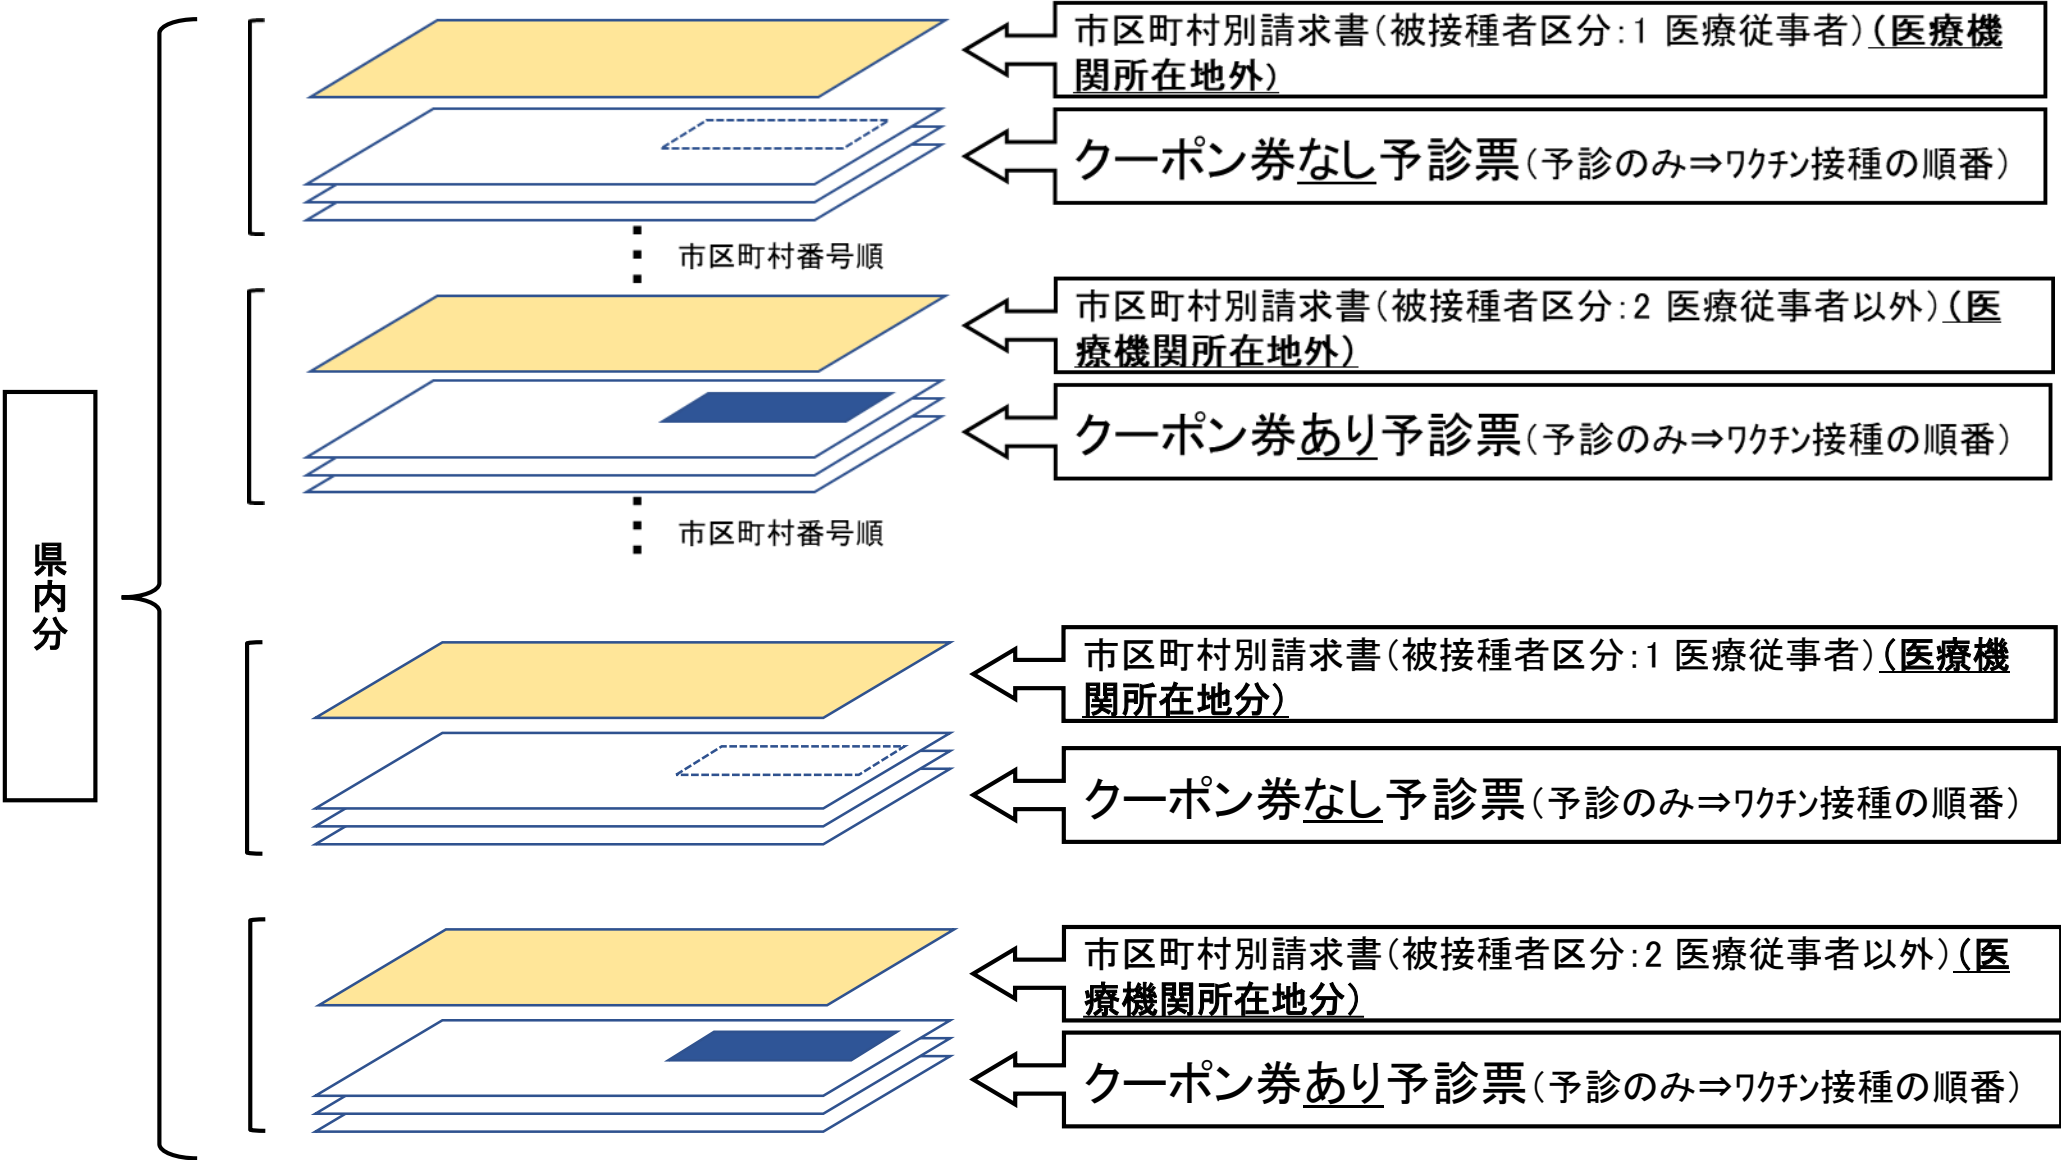 市区町村別請求書(被接種者区分:1 医療従事者)(医療機
関所在地外)
クーポン券なし予診票(予診のみ⇒ワクチン接種の順番)
市区町村番号順
市区町村別請求書(被接種者区分:2 医療従事者以外)(医
療機関所在地外)
クーポン券あり予診票(予診のみ⇒ワクチン接種の順番)
市区町村番号順
県内分
市区町村別請求書(被接種者区分:1 医療従事者)(医療機
関所在地分)
クーポン券なし予診票(予診のみ⇒ワクチン接種の順番)
市区町村別請求書(被接種者区分:2 医療従事者以外)(医
療機関所在地分)
クーポン券あり予診票(予診のみ⇒ワクチン接種の順番)